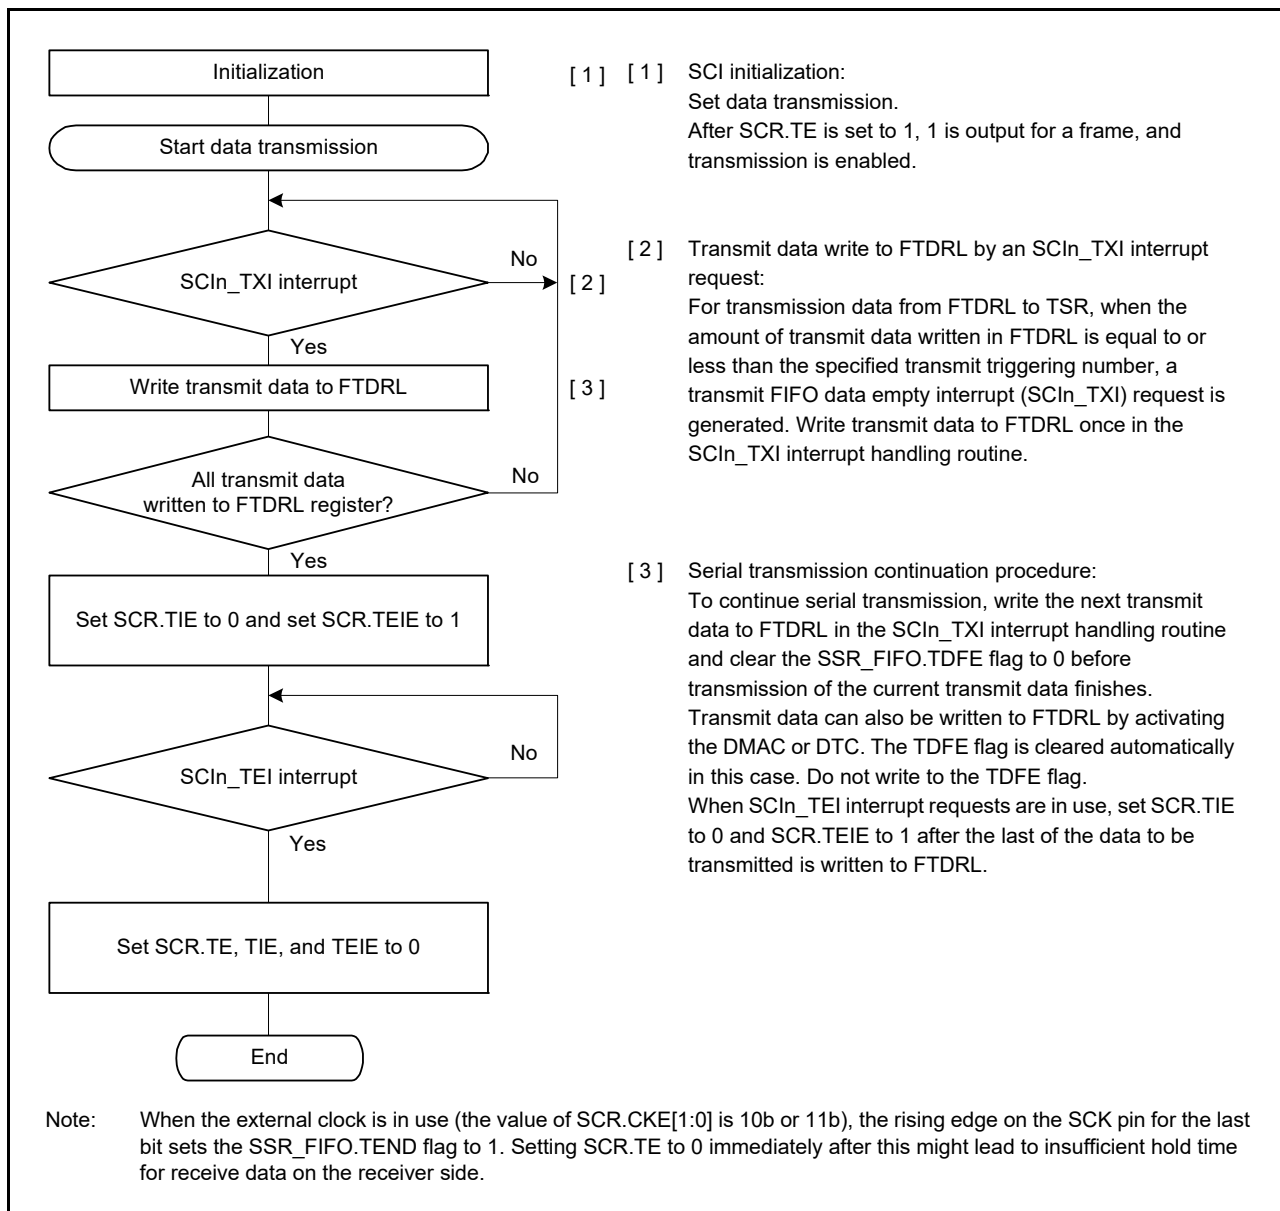 Initialization
[ 1 ]
Start data transmission
SCIn_TXI interrupt
No
[ 2 ]
Yes
Write transmit data to FTDRL
[ 3 ]
All transmit data
written to FTDRL register?
No
Yes
Set SCR.TIE to 0 and set SCR.TEIE to 1
SCIn_TEI interrupt
No
Yes
Set SCR.TE, TIE, and TEIE to 0
End
[ 1 ] SCI initialization:
Set data transmission.
After SCR.TE is set to 1, 1 is output for a frame, and
transmission is enabled.
[ 2 ] Transmit data write to FTDRL by an SCIn_TXI interrupt
request:
For transmission data from FTDRL to TSR, when the
amount of transmit data written in FTDRL is equal to or
less than the specified transmit triggering number, a
transmit FIFO data empty interrupt (SCIn_TXI) request is
generated. Write transmit data to FTDRL once in the
SCIn_TXI interrupt handling routine.
[ 3 ] Serial transmission continuation procedure:
To continue serial transmission, write the next transmit
data to FTDRL in the SCIn_TXI interrupt handling routine
and clear the SSR_FIFO.TDFE flag to 0 before
transmission of the current transmit data finishes.
Transmit data can also be written to FTDRL by activating
the DMAC or DTC. The TDFE flag is cleared automatically
in this case. Do not write to the TDFE flag.
When SCIn_TEI interrupt requests are in use, set SCR.TIE
to 0 and SCR.TEIE to 1 after the last of the data to be
transmitted is written to FTDRL.
Note: When the external clock is in use (the value of SCR.CKE[1:0] is 10b or 11b), the rising edge on the SCK pin for the last
bit sets the SSR_FIFO.TEND flag to 1. Setting SCR.TE to 0 immediately after this might lead to insufficient hold time
for receive data on the receiver side.